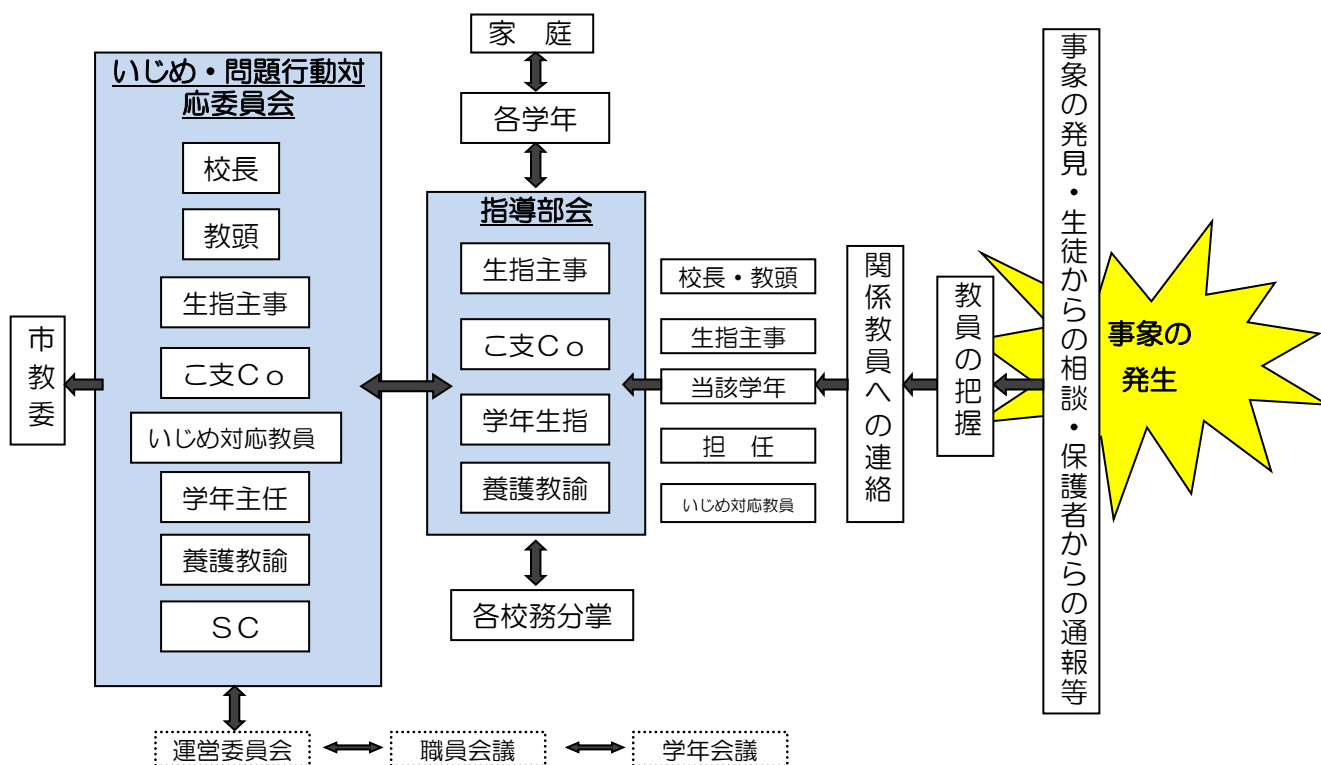 家　庭
各学年
いじめ・問題行動対
応委員会
校長
教頭
生指主事
こ支Ｃｏ
いじめ対応教員
学年主任
養護教諭
ＳＣ
市教委
指導部会
生指主事
こ支Ｃｏ
学年生指
養護教諭
各校務分掌
校長・教頭
生指主事
当該学年
担　任
いじめ対応教員
関係教員への連絡
教員の把握
事象の発見・生徒からの相談・保護者からの通報等
事象の
発生
運営委員会
職員会議
学年会議